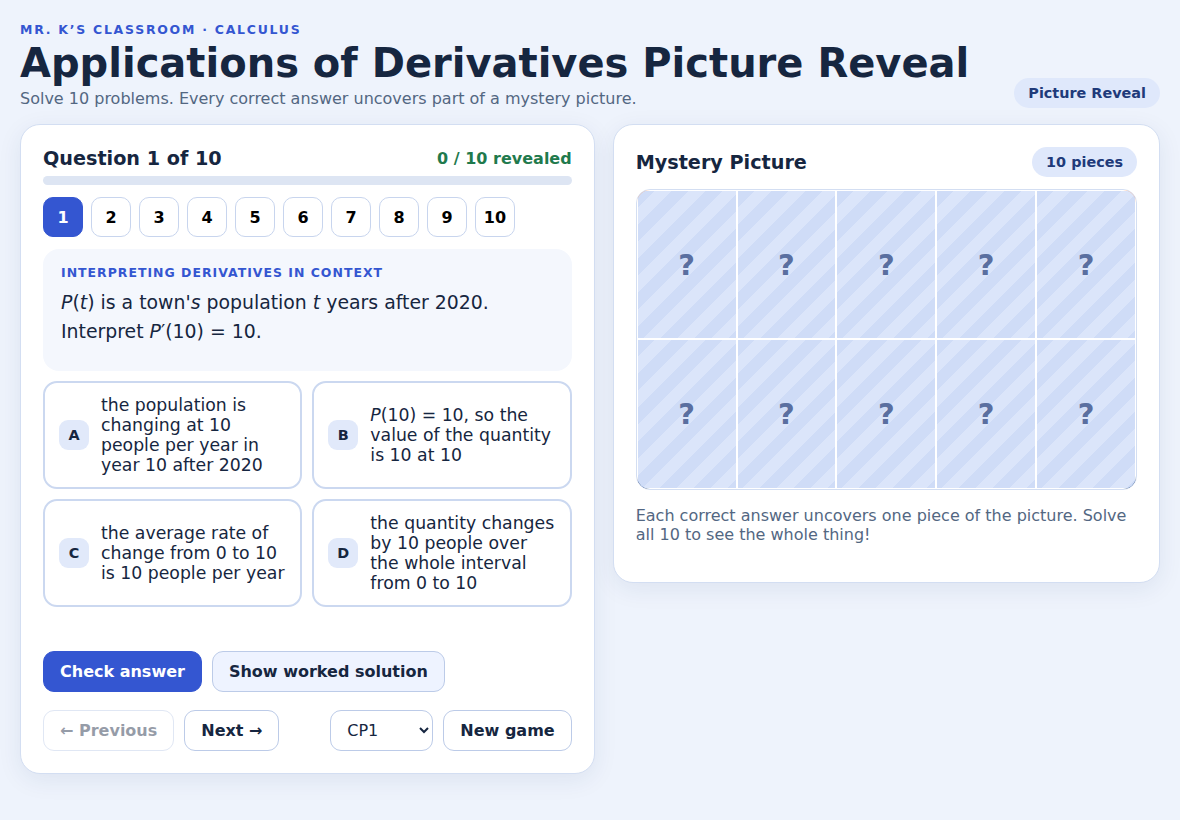 MR. K’S CLASSROOM · CALCULUS
Applications of Derivatives Picture Reveal
Solve 10 problems. Every correct answer uncovers part of a mystery picture.
Picture Reveal
Question 1 of 10
0 / 10 revealed
1 2 3 4 5 6 7 8 9 10
INTERPRETING DERIVATIVES IN CONTEXT
P(t) is a town's population t years after 2020.
Interpret P′(10) = 10.
A
the population is
changing at 10
people per year in
year 10 after 2020
B
P(10) = 10, so the
value of the quantity
is 10 at 10
C
the average rate of
change from 0 to 10
is 10 people per year
D
the quantity changes
by 10 people over
the whole interval
from 0 to 10
Check answer
Show worked solution
← Previous
Next →
CP1
New game
Mystery Picture
10 pieces
? ? ? ? ?
? ? ? ? ?
Each correct answer uncovers one piece of the picture. Solve
all 10 to see the whole thing!